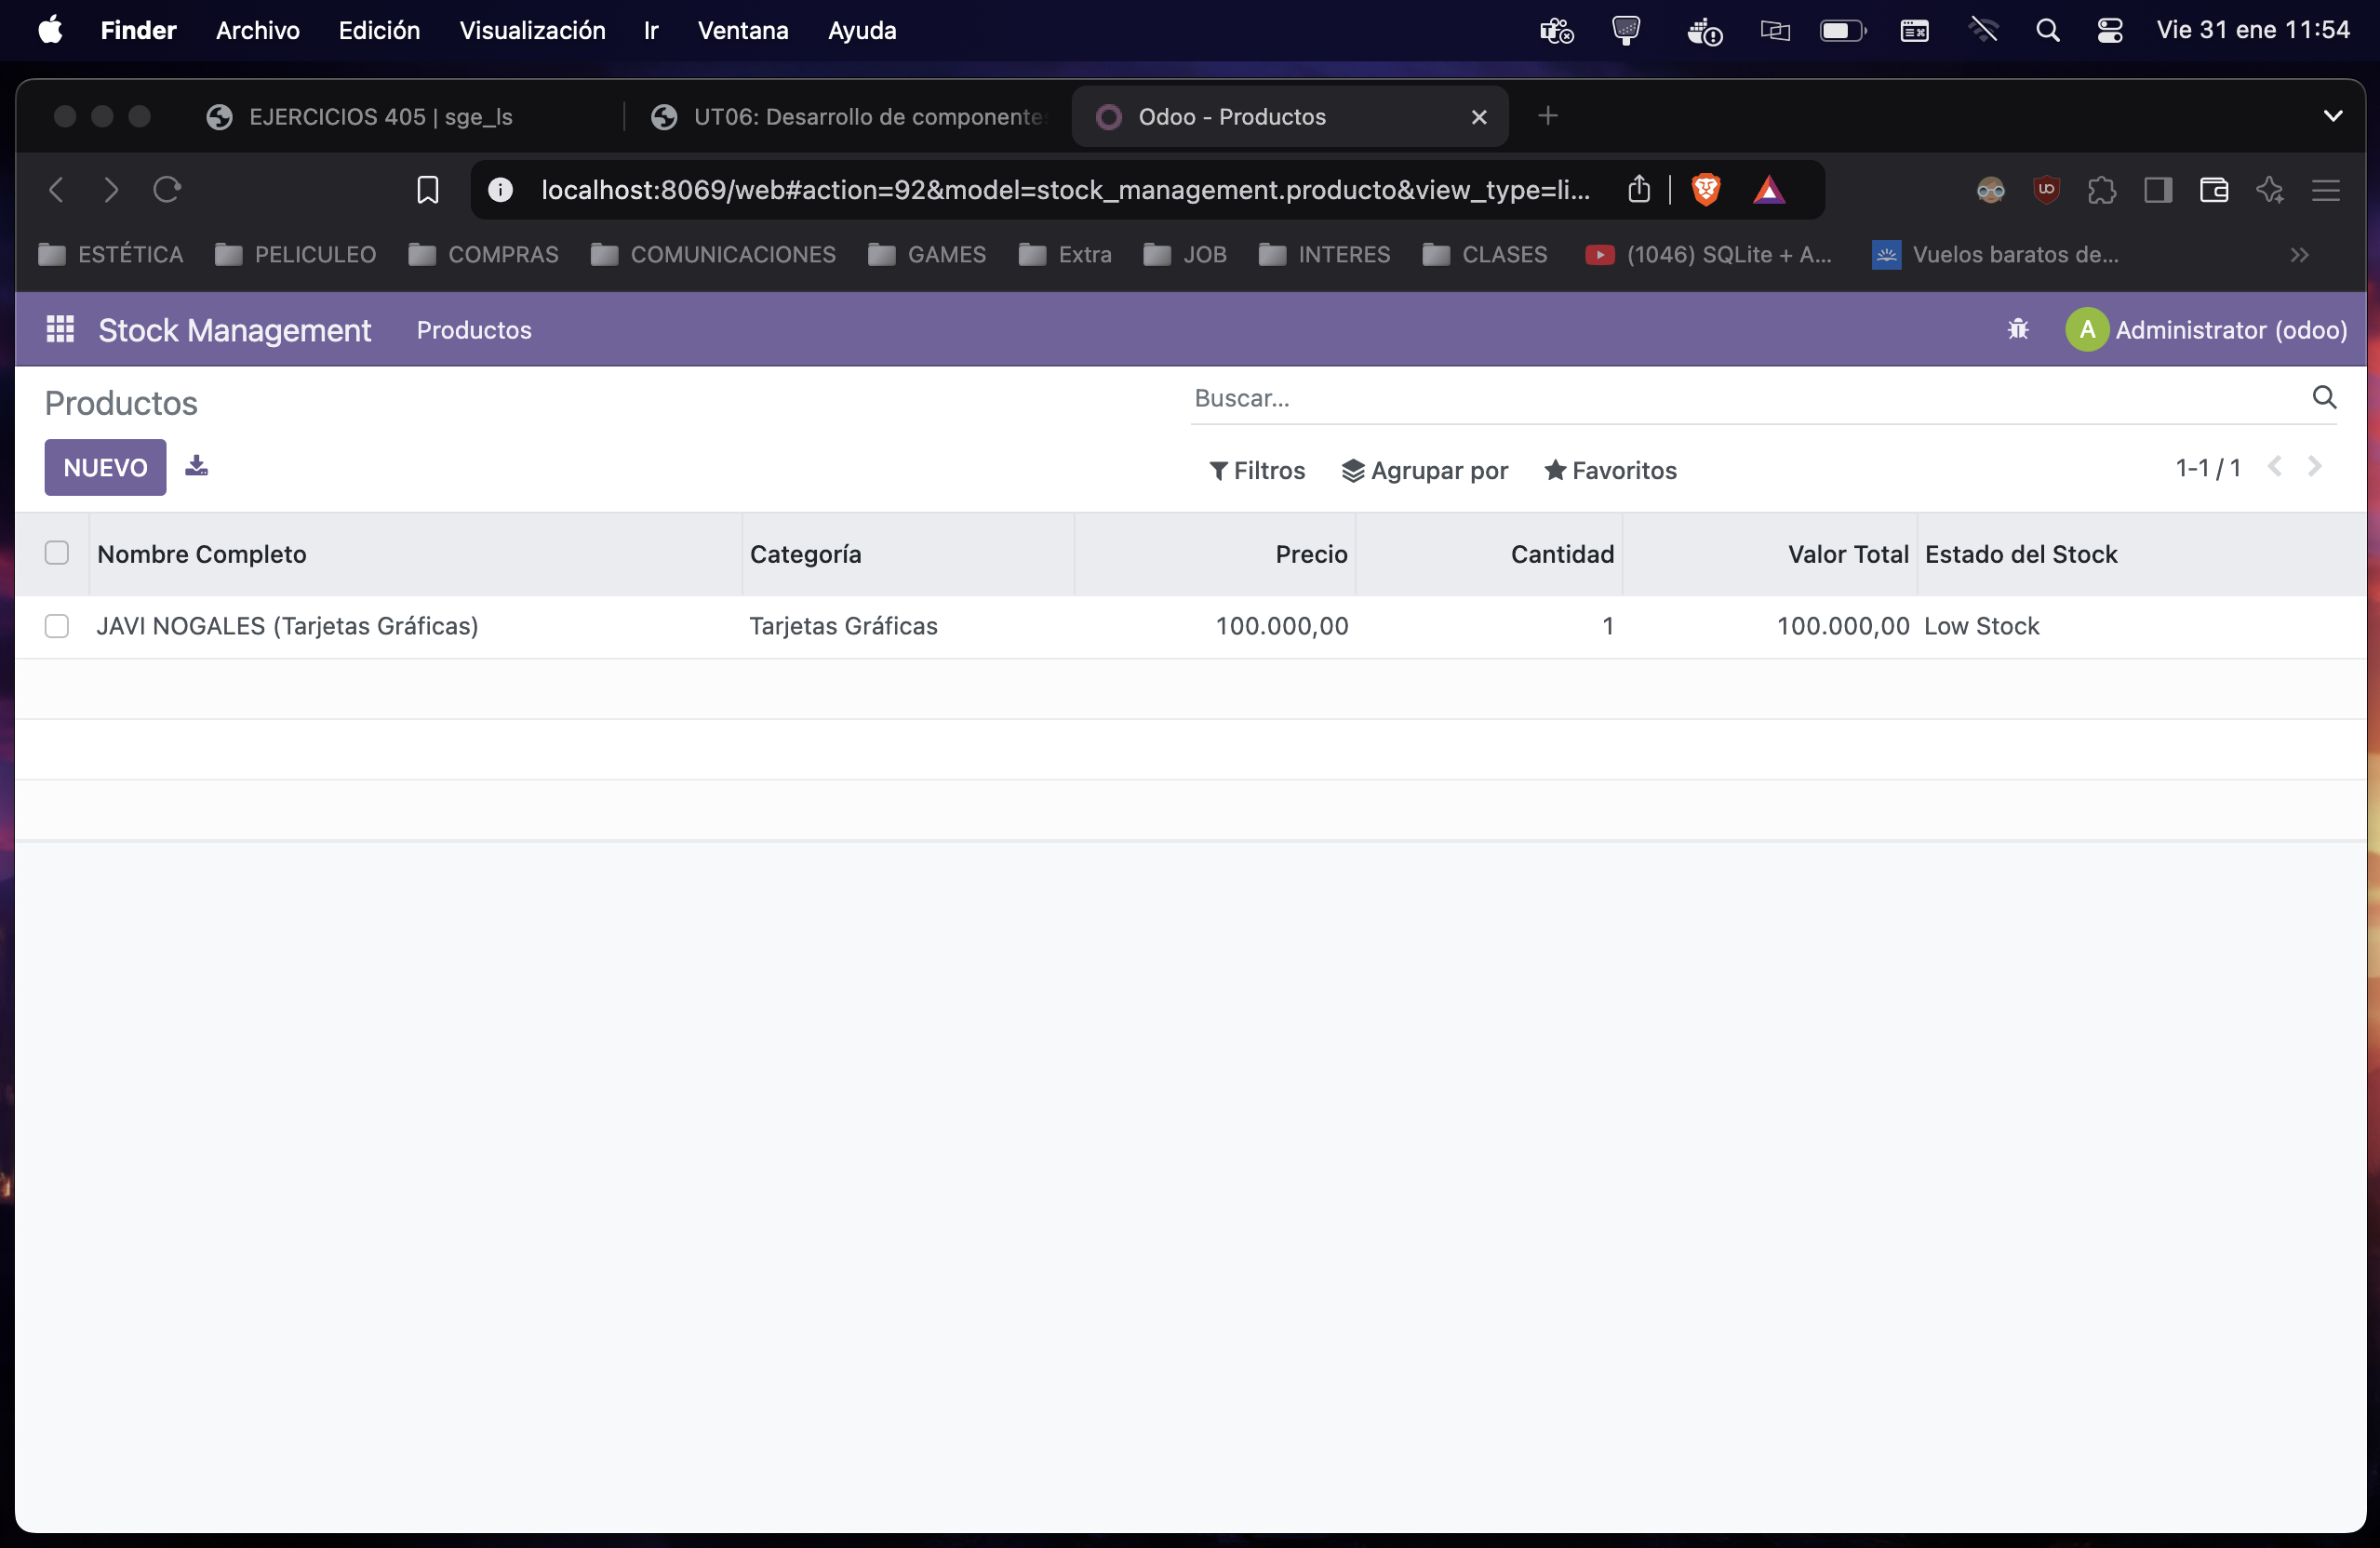 Finder Archivo Edición Visualización Ir Ventana Ayuda Vie 31 ene 11:54
EJERCICIOS 405 | sge_ls UT06: Desarrollo de componente Odoo - Productos
localhost:8069/web#action=92&model=stock_management.producto&view_type=li...
ESTÉTICA PELICULEO COMPRAS COMUNICACIONES GAMES Extra JOB INTERES CLASES (1046) SQLite + A... Vuelos baratos de...
Stock Management Productos A Administrator (odoo)
Productos Buscar...
NUEVO Filtros Agrupar por Favoritos 1-1 / 1
Nombre Completo Categoría Precio Cantidad Valor Total Estado del Stock
JAVI NOGALES (Tarjetas Gráficas) Tarjetas Gráficas 100.000,00 1 100.000,00 Low Stock